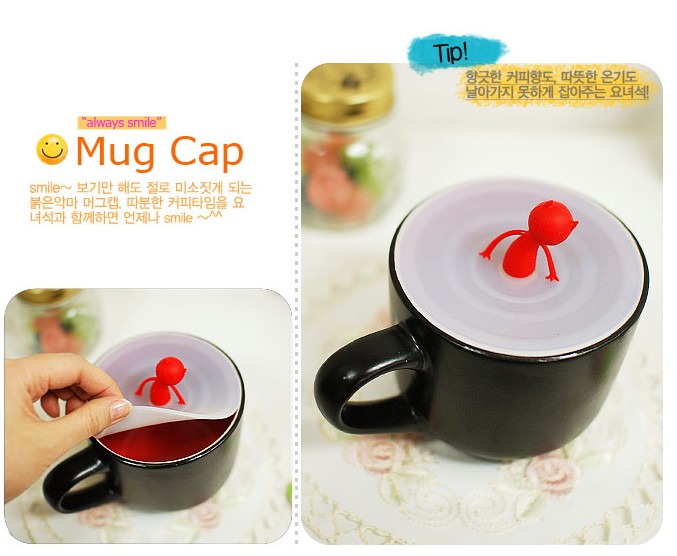 "always smile"
Mug Cap
smile~ 보기만 해도 절로 미소짓게 되는
붉은악마 머그캡. 따분한 커피타임을 요
녀석과 함께하면 언제나 smile ~^^
Tip!
향긋한 커피향도, 따뜻한 온기도
날아가지 못하게 잡아주는 요녀석!